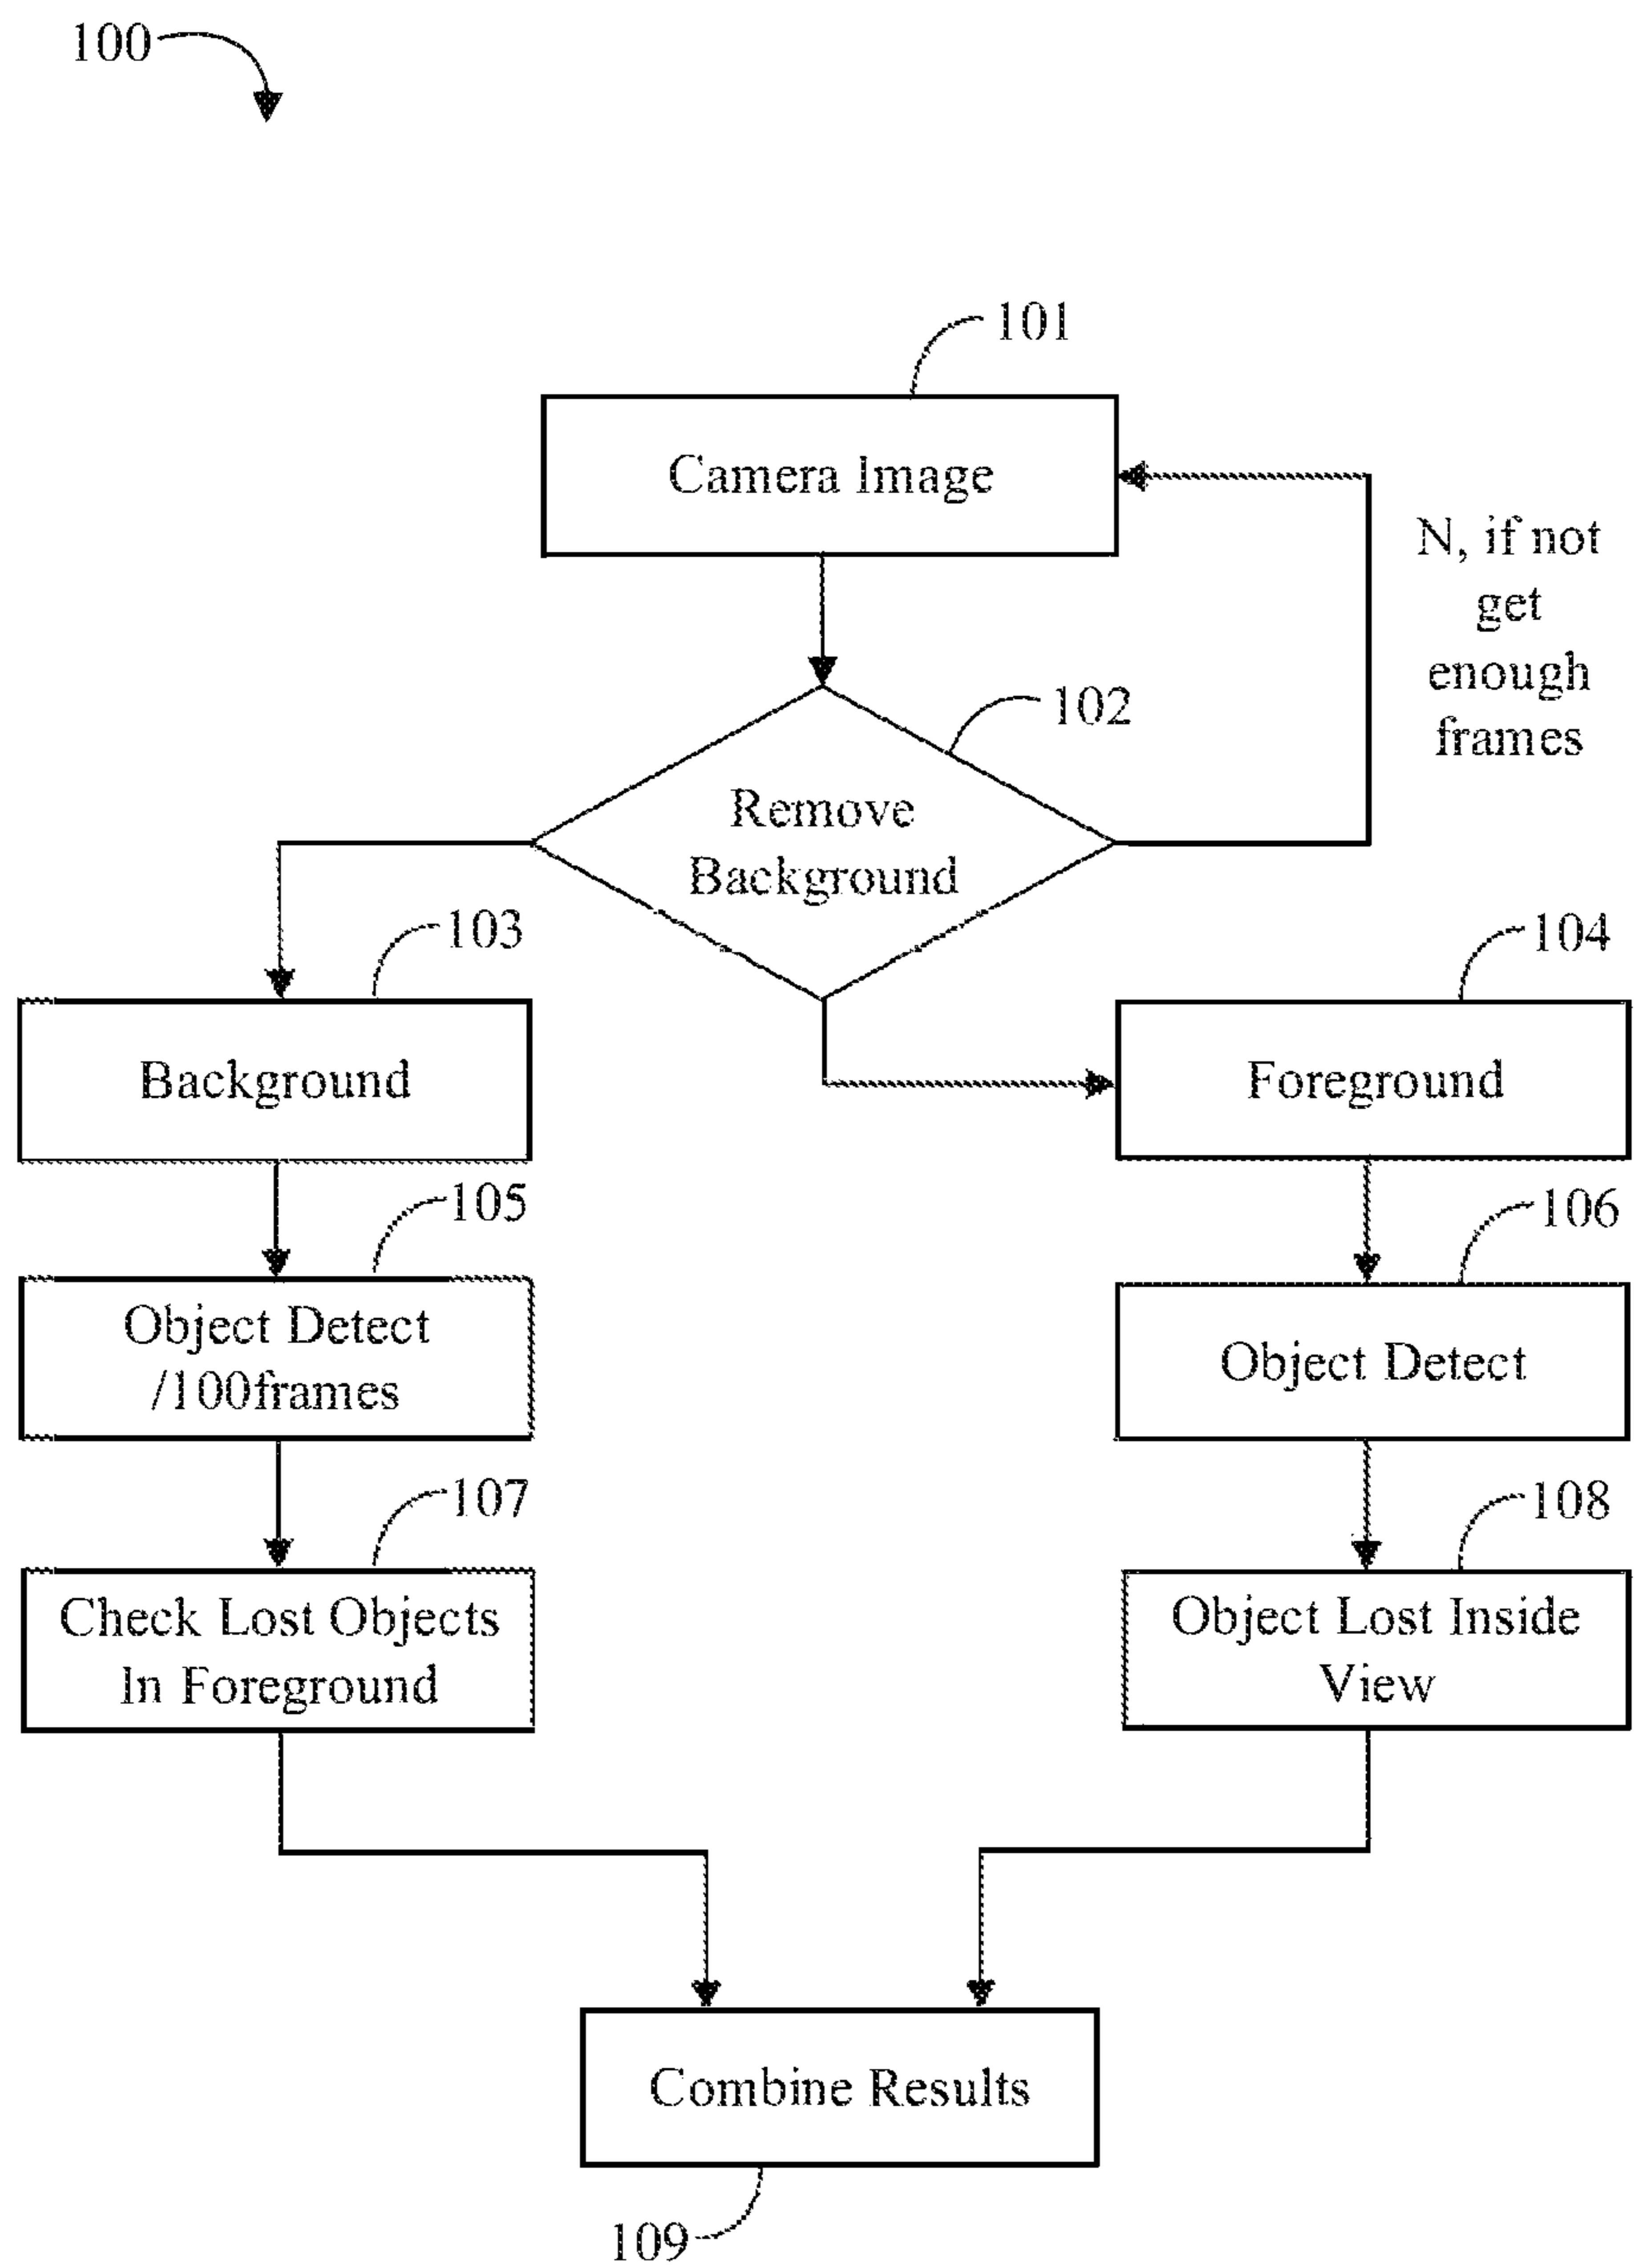 100
101
Camera Image
N, if not
get
enough
frames
102
Remove
Background
103
104
Background
Foreground
105
106
Object Detect
/100frames
Object Detect
107
108
Check Lost Objects
In Foreground
Object Lost Inside
View
Combine Results
109